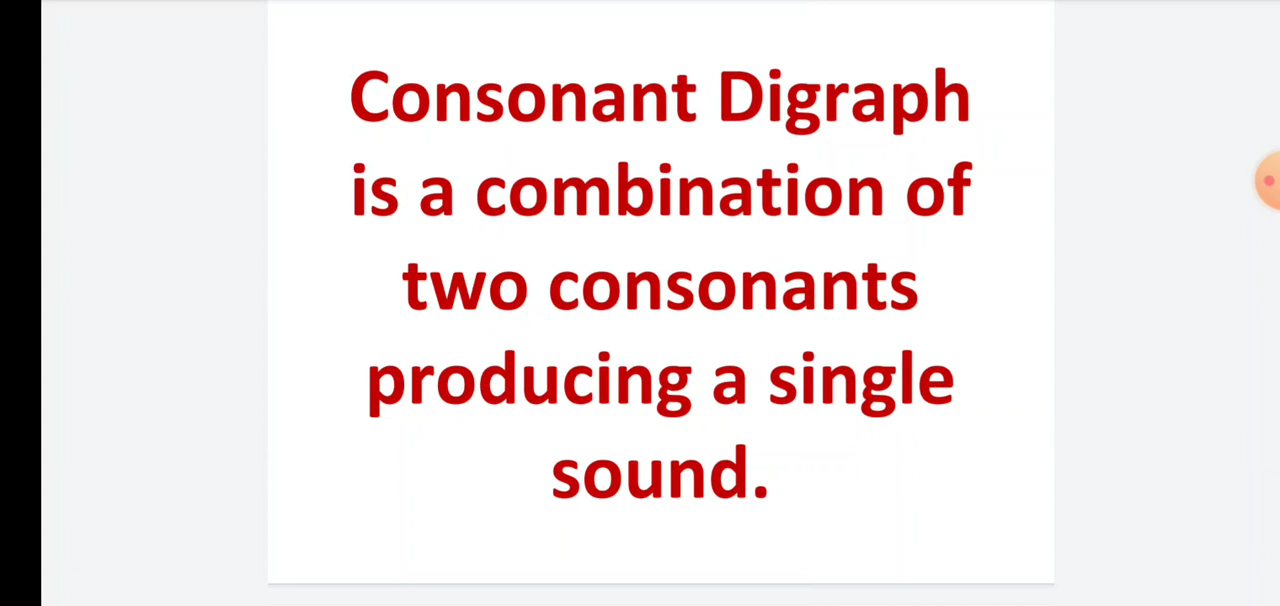 Consonant Digraph
is a combination of
two consonants
producing a single
sound.